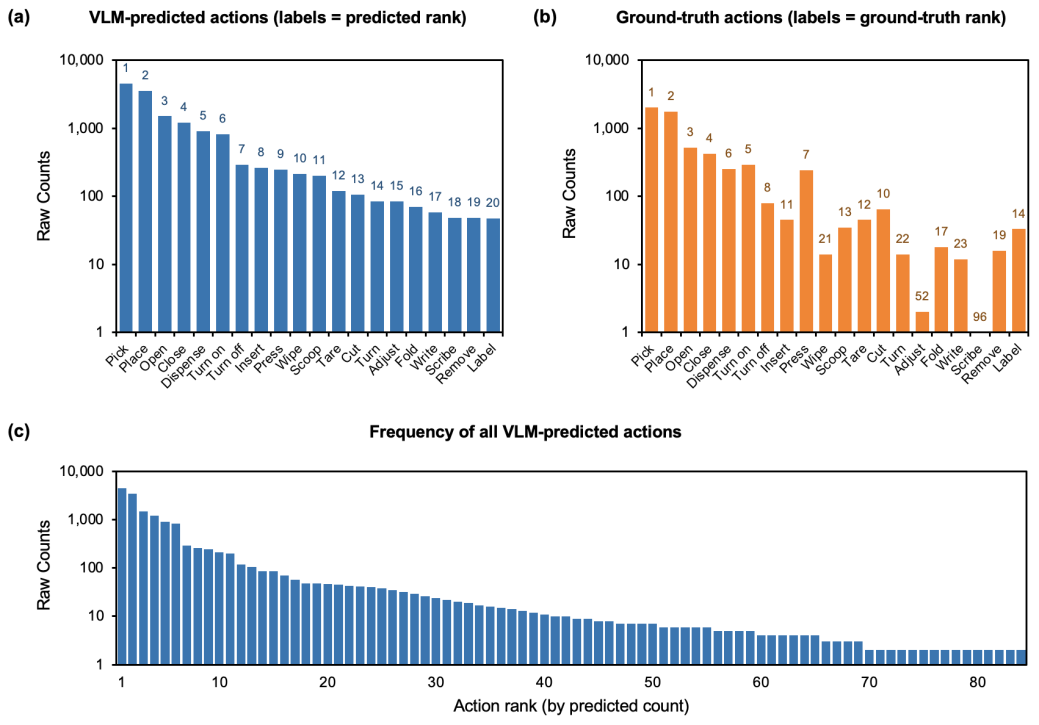 (a)
VLM-predicted actions (labels = predicted rank)
10,000
1,000
100
10
1
Raw Counts
1 2 3 4 5 6 7 8 9 10 11 12 13 14 15 16 17 18 19 20
Pick Place Open Close Dispense Turn on Turn off Insert Press Wipe Scoop Tare Cut Turn Adjust Fold Write Scribe Remove Label
(b)
Ground-truth actions (labels = ground-truth rank)
10,000
1,000
100
10
1
Raw Counts
1 2 3 4 6 5 8 11 7 21 13 12 10 22 52 17 23 96 19 14
Pick Place Open Close Dispense Turn on Turn off Insert Press Wipe Scoop Tare Cut Turn Adjust Fold Write Scribe Remove Label
(c)
Frequency of all VLM-predicted actions
10,000
1,000
100
10
1
Raw Counts
1 10 20 30 40 50 60 70 80
Action rank (by predicted count)